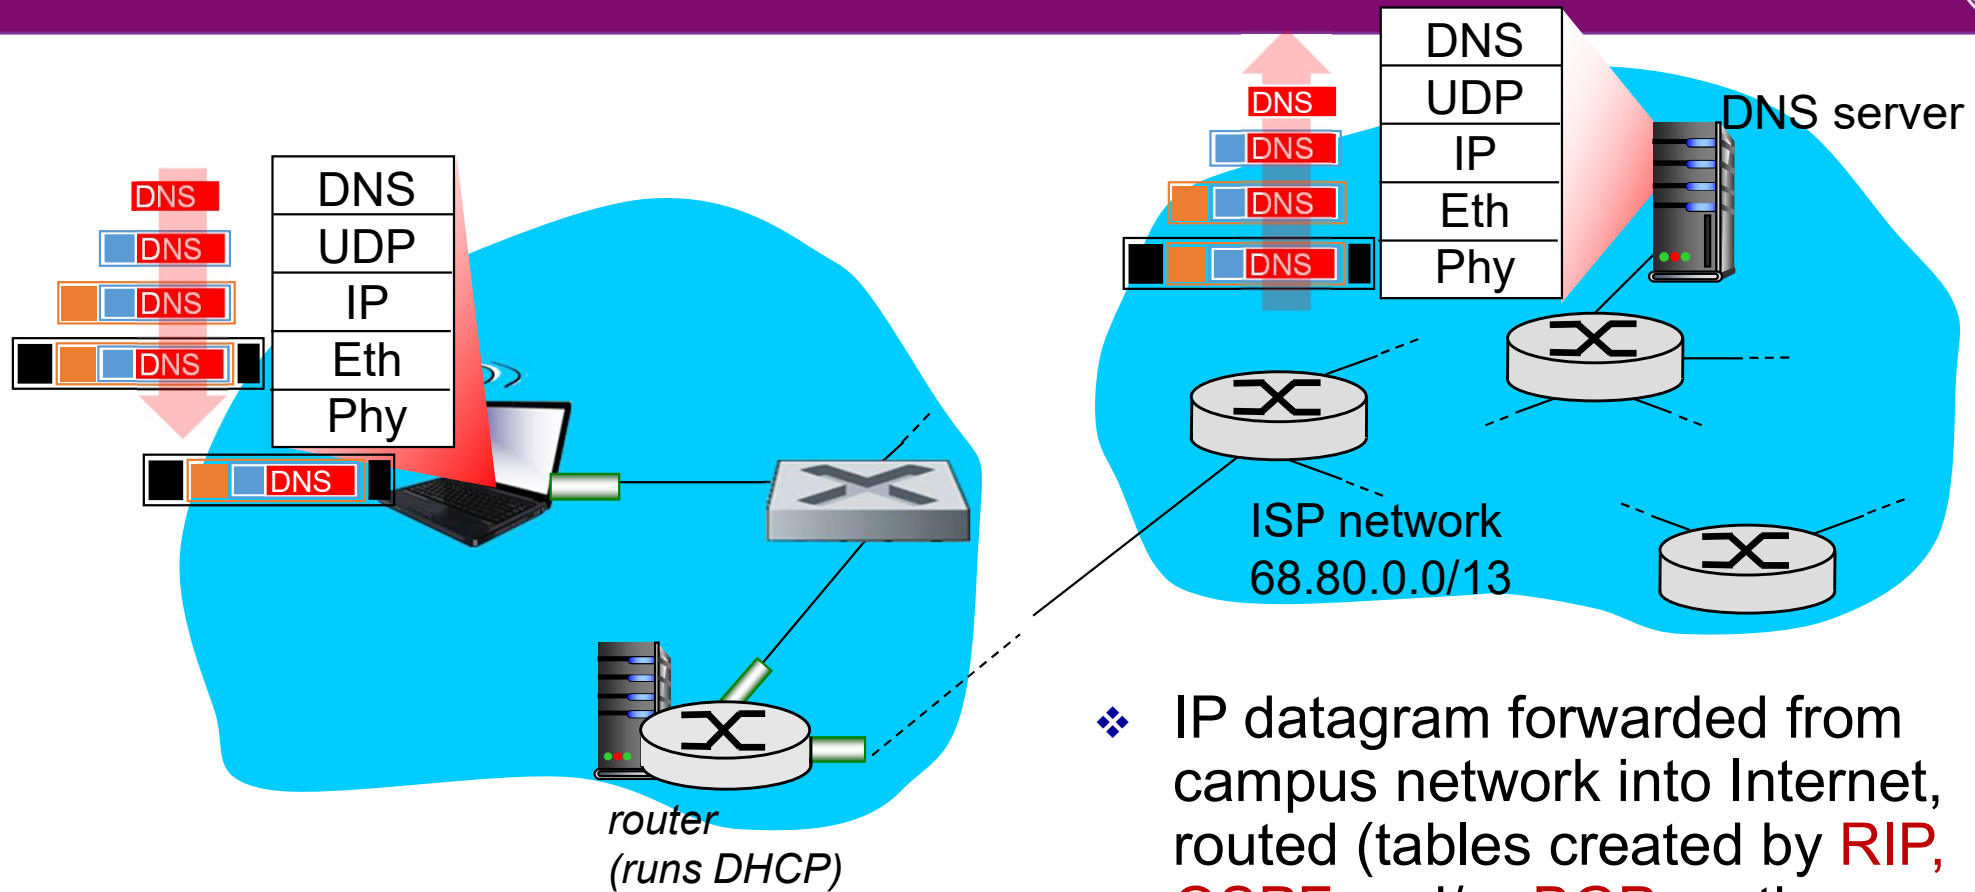 DNS
DNS
DNS
DNS
DNS
DNS
UDP
IP
Eth
Phy
DNS
DNS
DNS
DNS
DNS
UDP
IP
Eth
Phy
DNS server
ISP network
68.80.0.0/13
router
(runs DHCP)
IP datagram forwarded from
campus network into Internet,
routed (tables created by RIP,